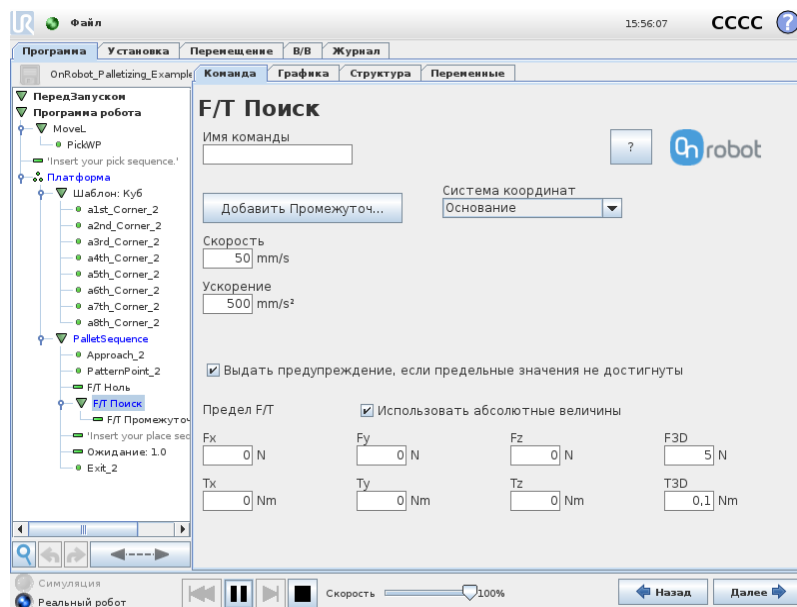 Файл
15:56:07
CCCC
?
Программа
Установка
Перемещение
В/В
Журнал
OnRobot_Palletizing_Example
Команда
Графика
Структура
Переменные
ПередЗапуском
Программа робота
MoveL
PickWP
'Insert your pick sequence.'
Платформа
Шаблон: Куб
a1st_Corner_2
a2nd_Corner_2
a3rd_Corner_2
a4th_Corner_2
a5th_Corner_2
a6th_Corner_2
a7th_Corner_2
a8th_Corner_2
PalletSequence
Approach_2
PatternPoint_2
F/T Ноль
F/T Поиск
F/T Промежуточ
'Insert your place sec
Ожидание: 1.0
Exit_2
F/T Поиск
Имя команды
?
On robot
Добавить Промежуточ...
Система координат
Основание
Скорость
50 mm/s
Ускорение
500 mm/s²
Выдать предупреждение, если предельные значения не достигнуты
Предел F/T
Использовать абсолютные величины
Fx Fy Fz F3D
0 N 0 N 0 N 5 N
Tx Ty Tz T3D
0 Nm 0 Nm 0 Nm 0,1 Nm
Симуляция
Реальный робот
Скорость
100%
Назад
Далее